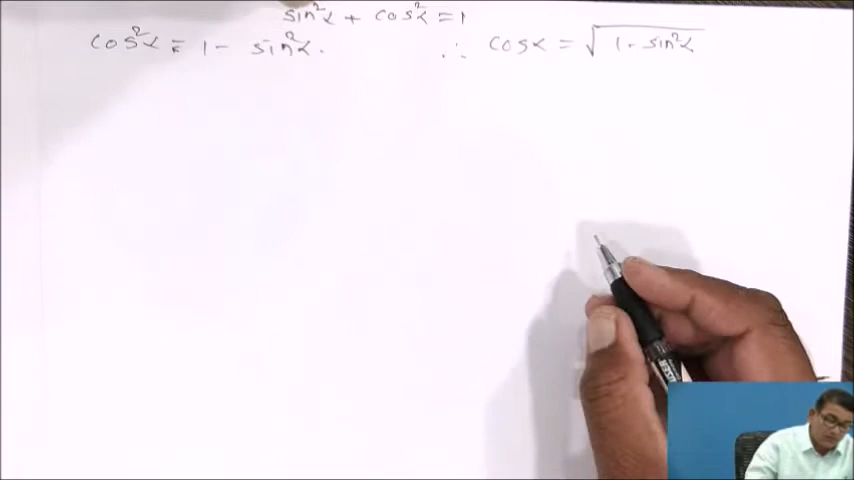 sin²α + cos²α = 1
cos²α = 1 - sin²α. ∴ cosα = √(1 - sin²α)